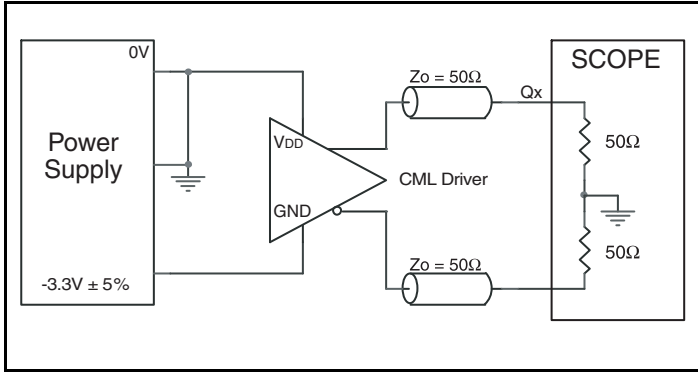 0V
Power
Supply
-3.3V ± 5%
VDD
GND
CML Driver
Zo = 50Ω
Zo = 50Ω
Qx
SCOPE
50Ω
50Ω